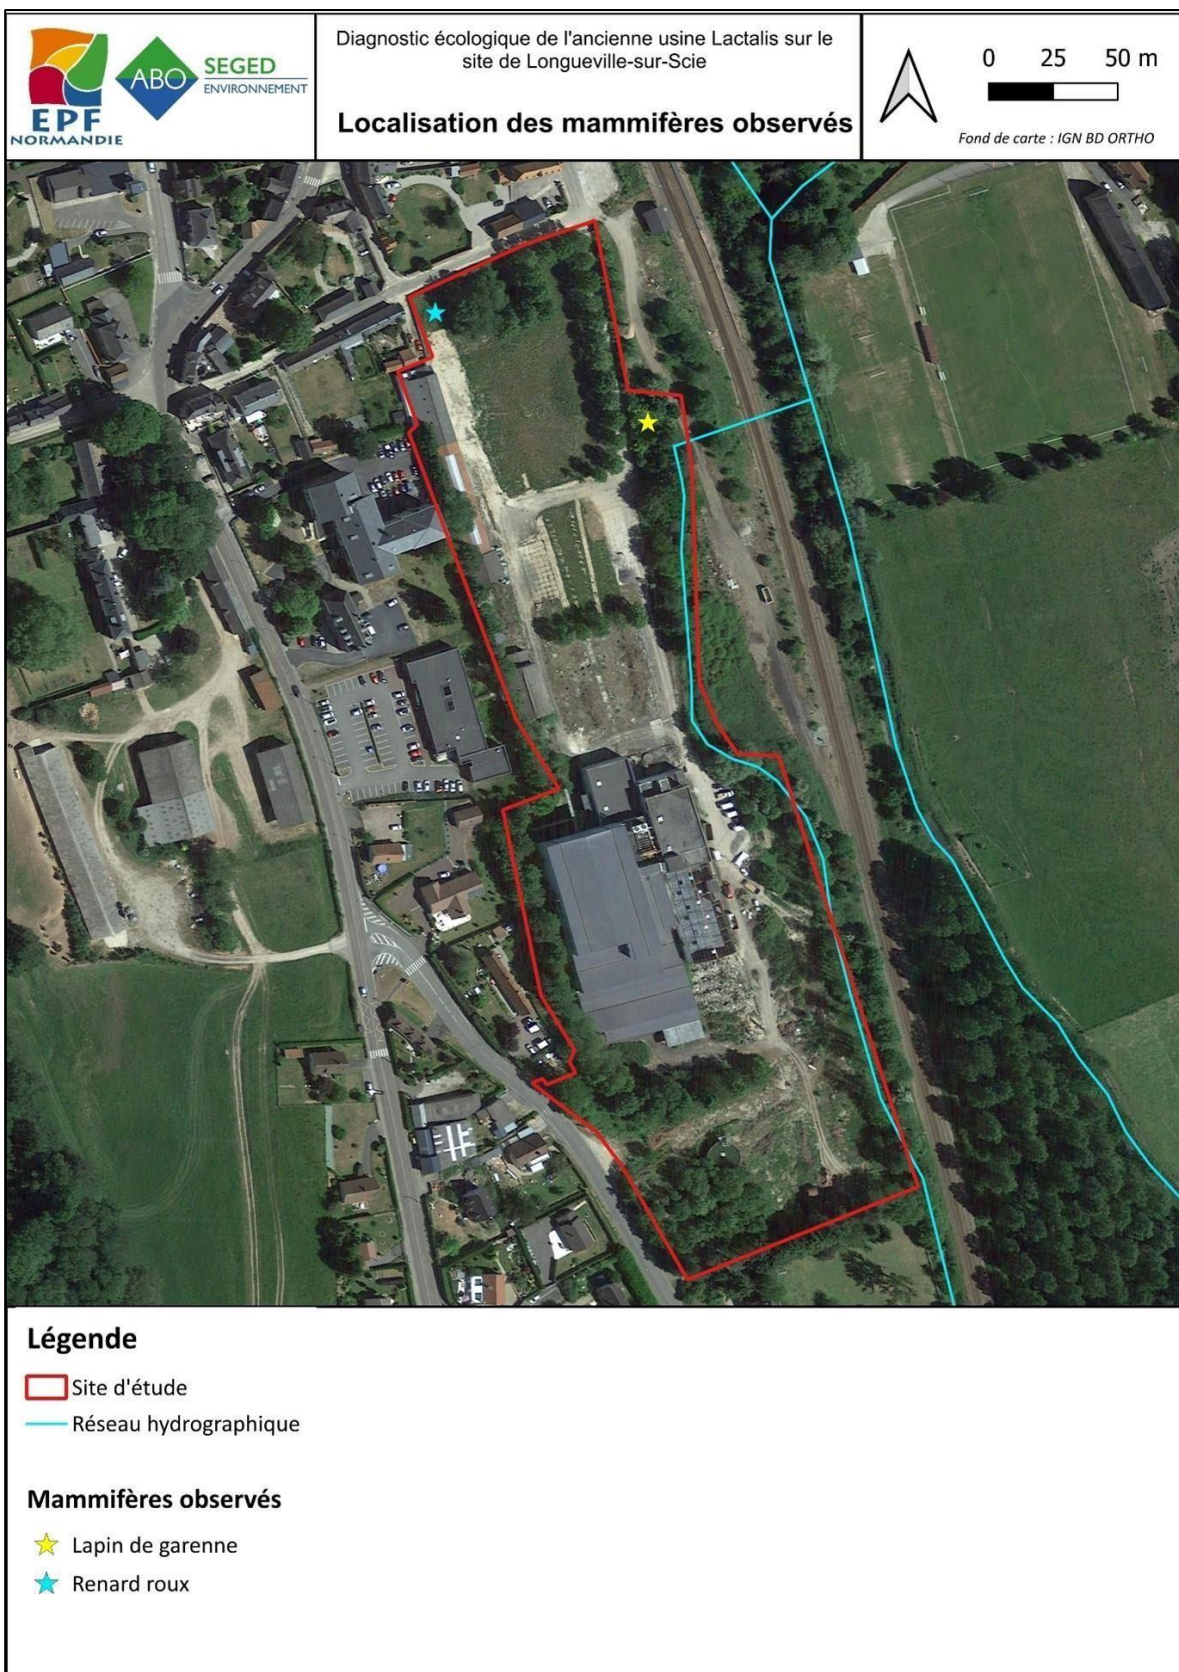 EPF
NORMANDIE
ABO
SEGED
ENVIRONNEMENT
Diagnostic écologique de l'ancienne usine Lactalis sur le
site de Longueville-sur-Scie
Localisation des mammifères observés
0 25 50 m
Fond de carte : IGN BD ORTHO
Légende
Site d'étude
Réseau hydrographique
Mammifères observés
Lapin de garenne
Renard roux